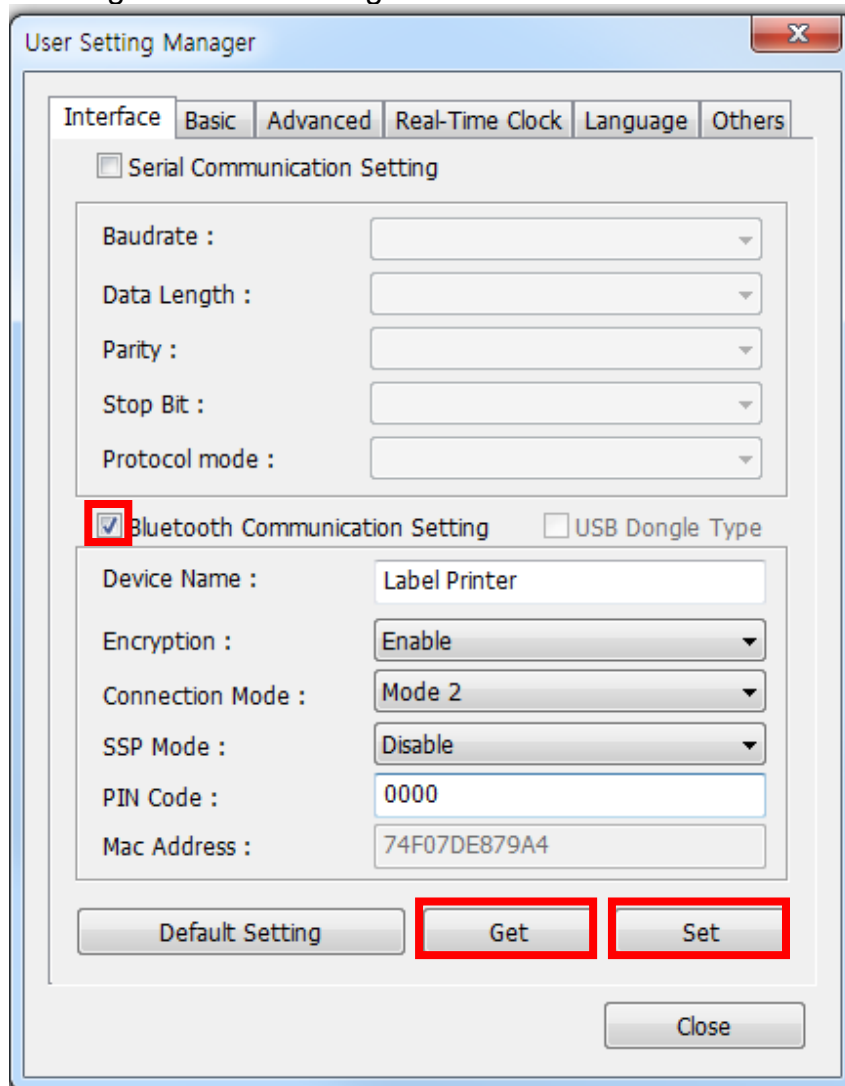 User Setting Manager
Interface Basic Advanced Real-Time Clock Language Others
Serial Communication Setting
Baudrate :
Data Length :
Parity :
Stop Bit :
Protocol mode :
Bluetooth Communication Setting USB Dongle Type
Device Name : Label Printer
Encryption : Enable
Connection Mode : Mode 2
SSP Mode : Disable
PIN Code : 0000
Mac Address : 74F07DE879A4
Default Setting Get Set
Close